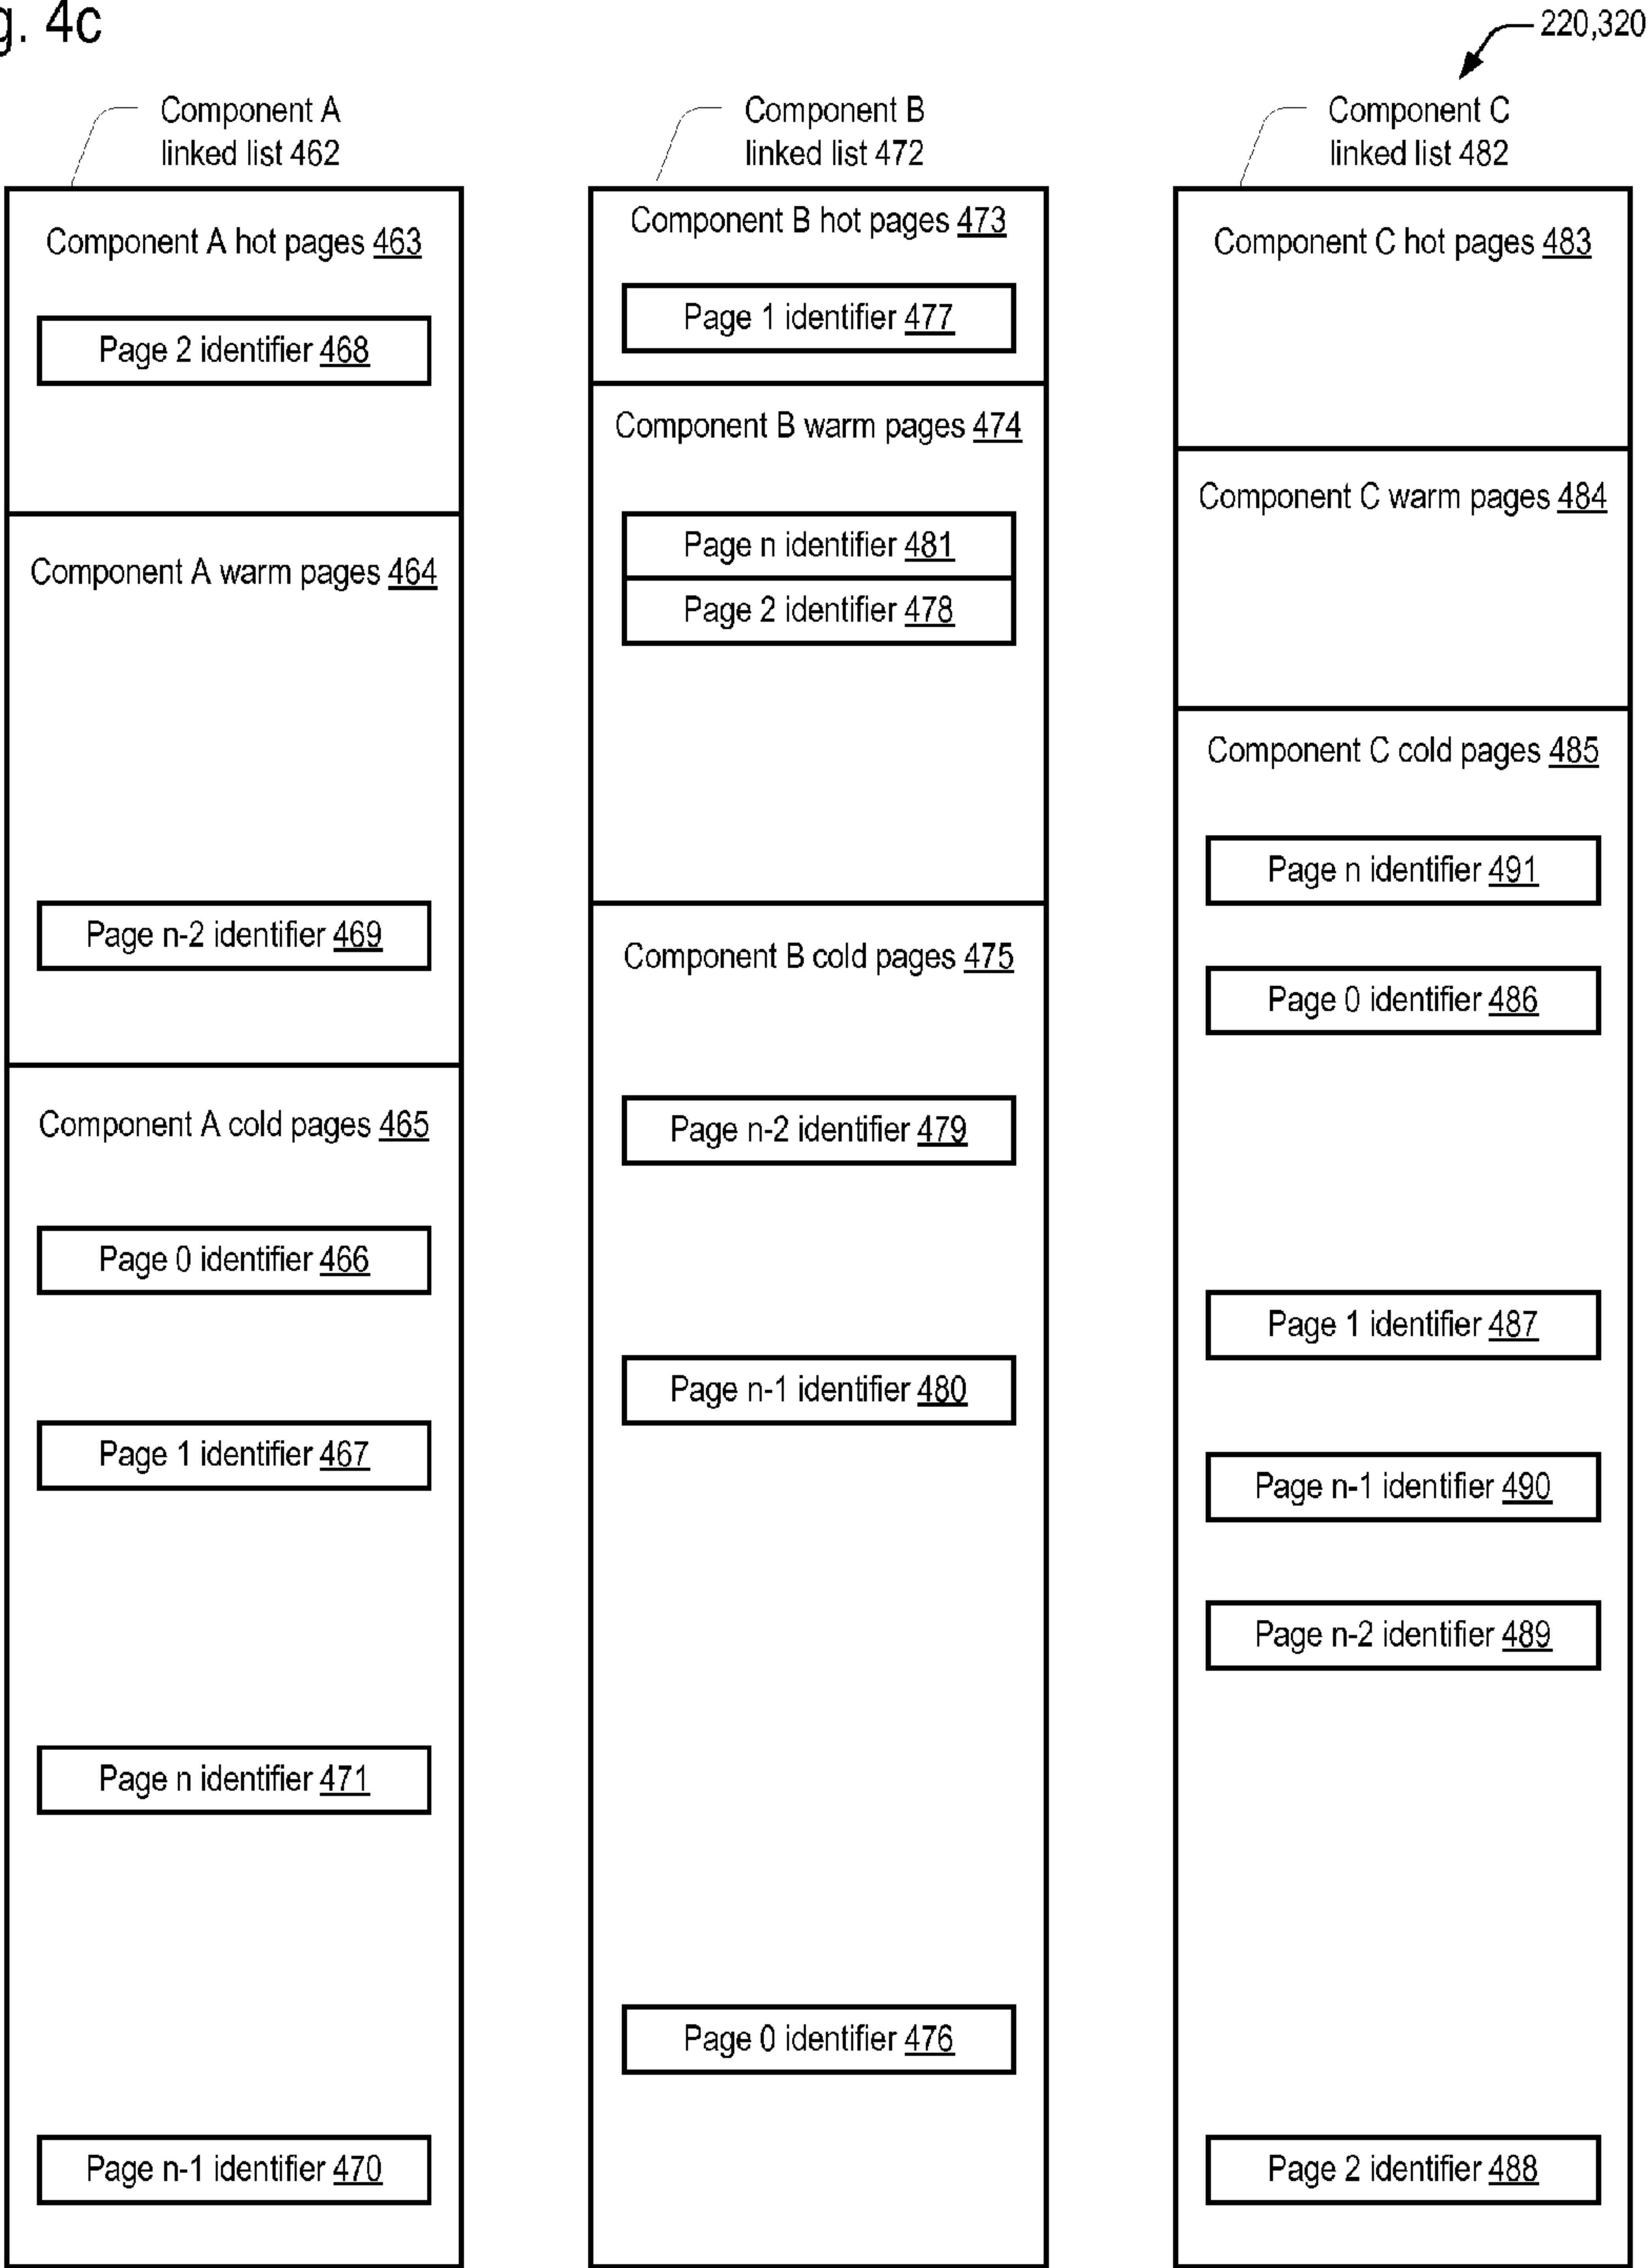 g. 4c
220,320
Component A
linked list 462
Component A hot pages 463
Page 2 identifier 468
Component A warm pages 464
Page n-2 identifier 469
Component A cold pages 465
Page 0 identifier 466
Page 1 identifier 467
Page n identifier 471
Page n-1 identifier 470
Component B
linked list 472
Component B hot pages 473
Page 1 identifier 477
Component B warm pages 474
Page n identifier 481
Page 2 identifier 478
Component B cold pages 475
Page n-2 identifier 479
Page n-1 identifier 480
Page 0 identifier 476
Component C
linked list 482
Component C hot pages 483
Component C warm pages 484
Component C cold pages 485
Page n identifier 491
Page 0 identifier 486
Page 1 identifier 487
Page n-1 identifier 490
Page n-2 identifier 489
Page 2 identifier 488